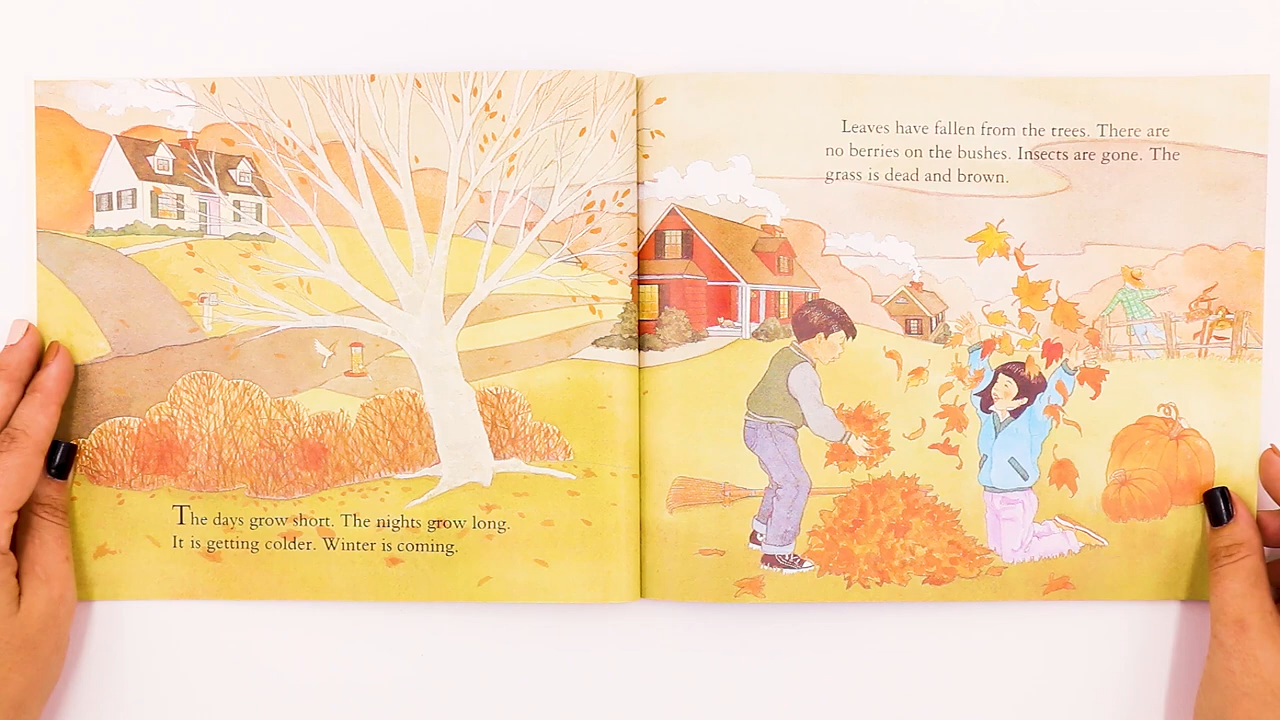 The days grow short. The nights grow long.
It is getting colder. Winter is coming.
Leaves have fallen from the trees. There are
no berries on the bushes. Insects are gone. The
grass is dead and brown.